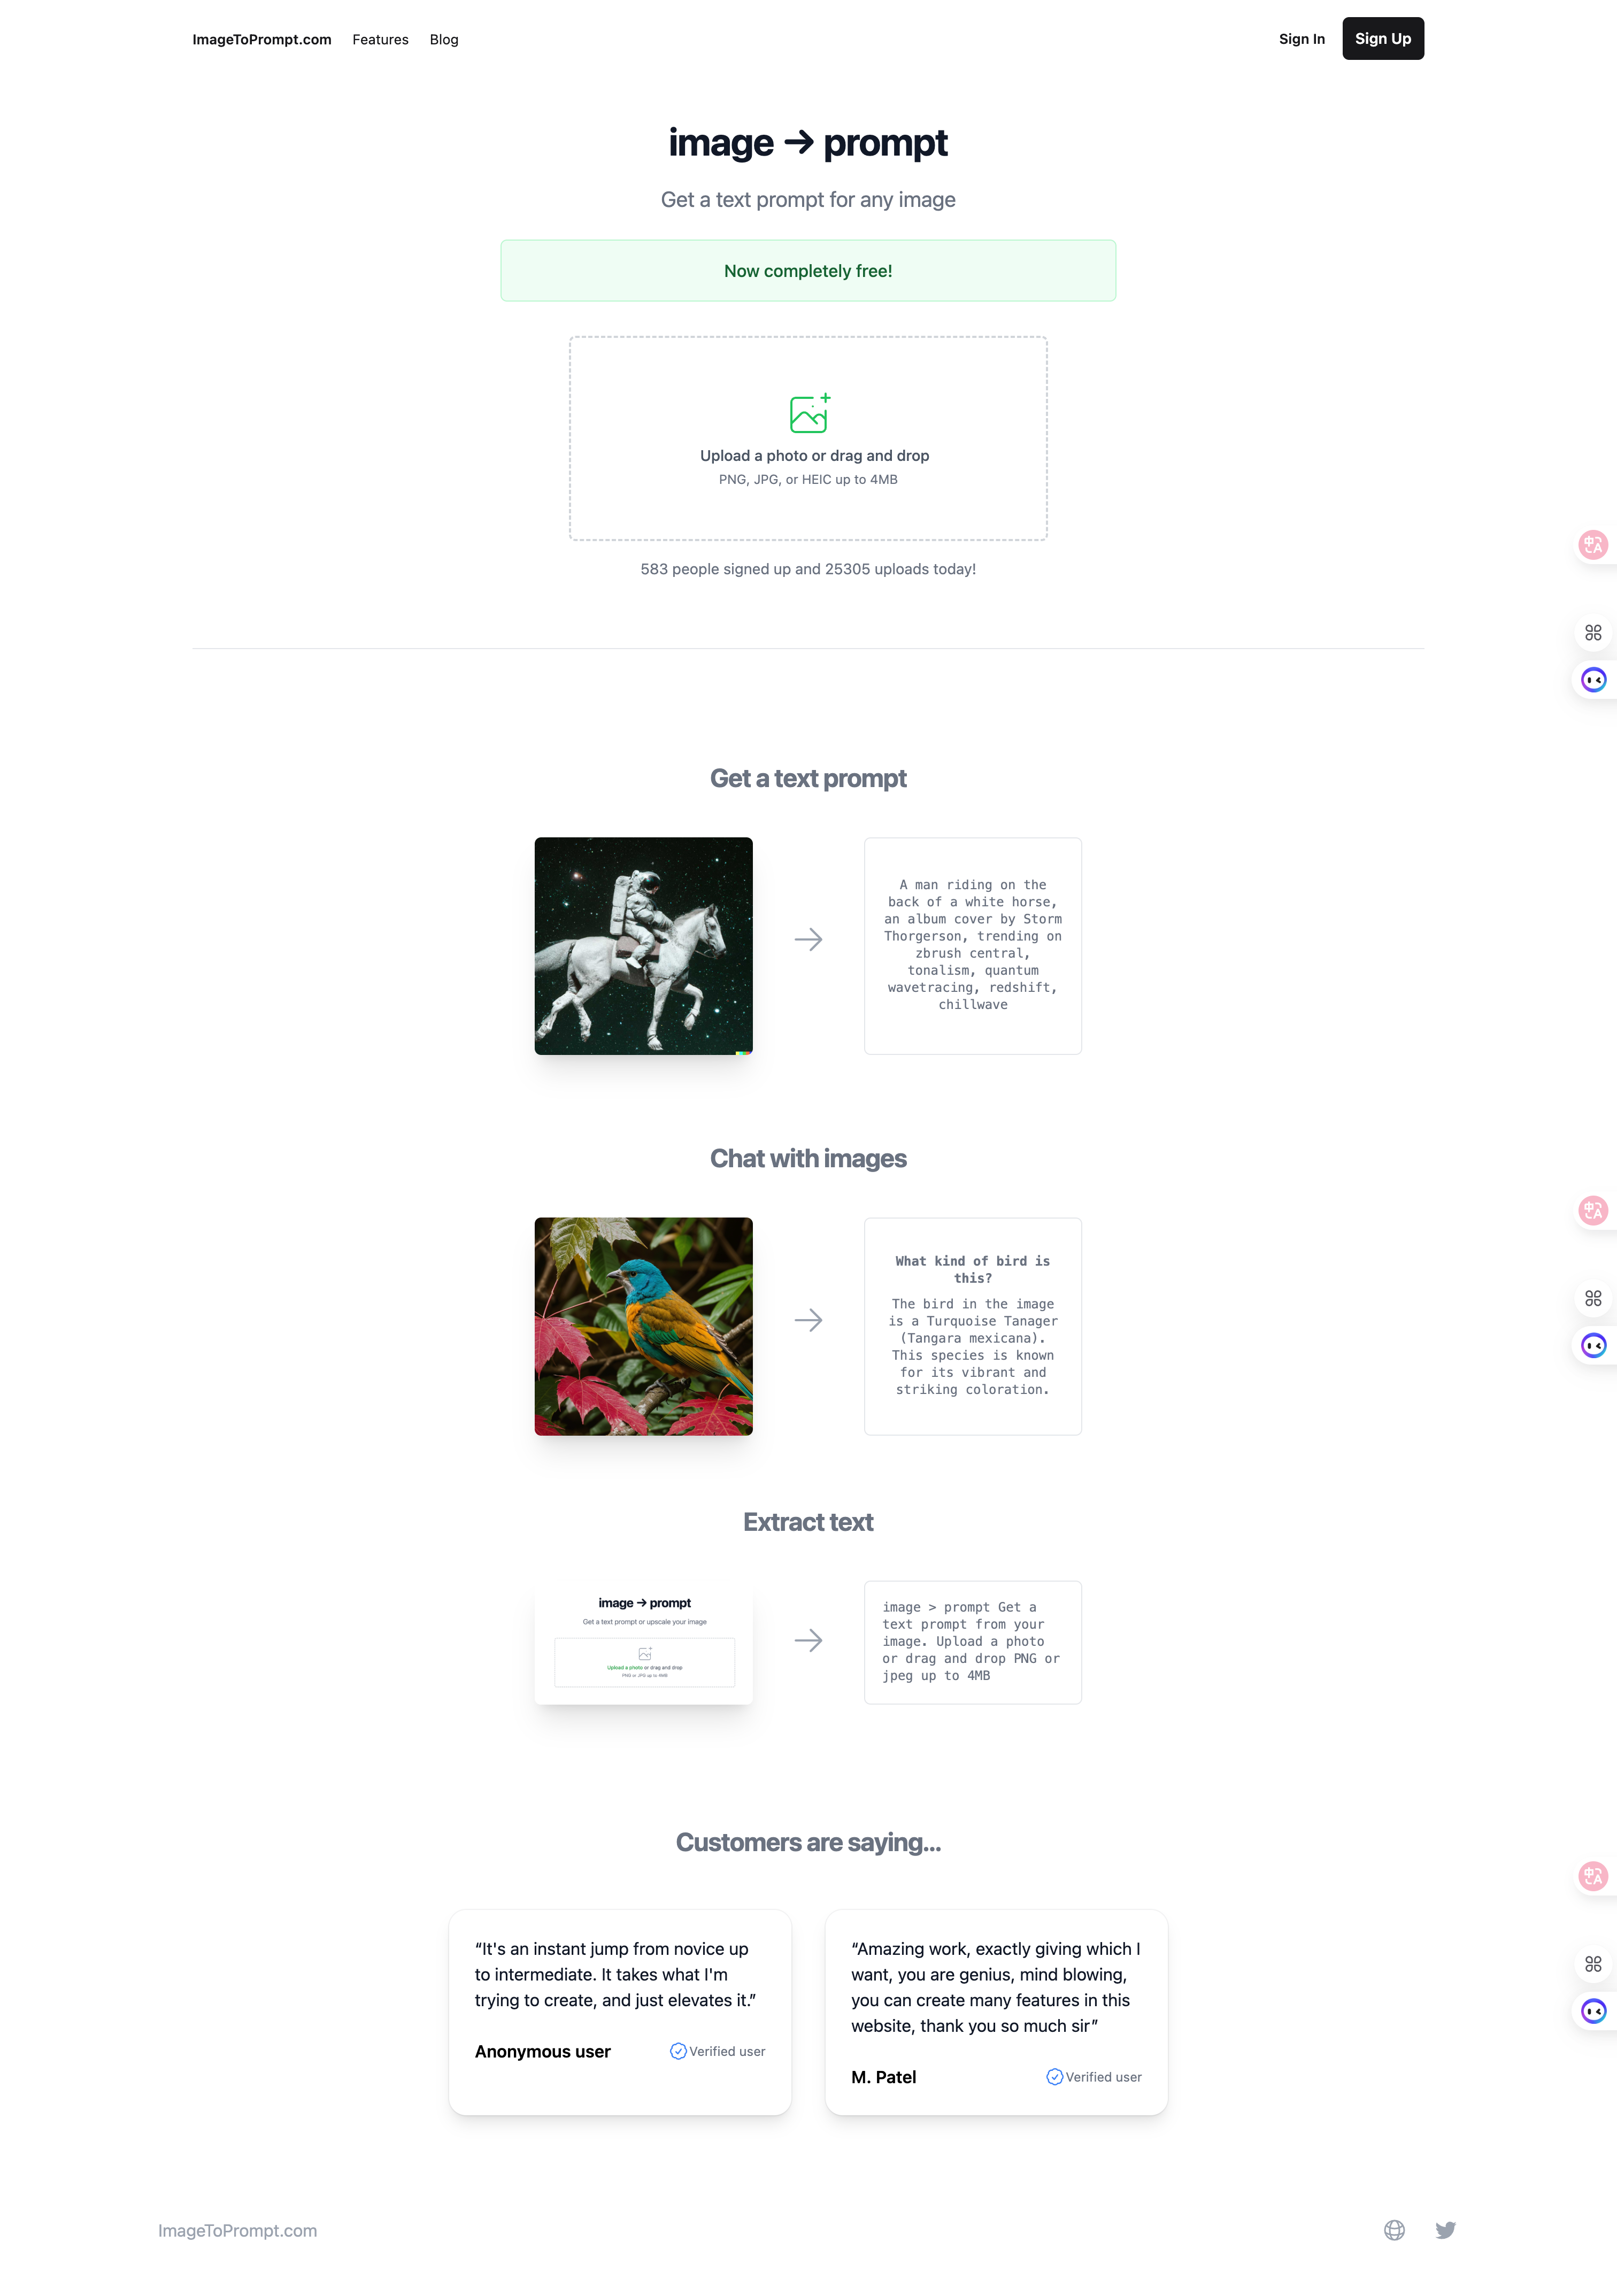 ImageToPrompt.com Features Blog Sign In Sign Up
image → prompt
Get a text prompt for any image
Now completely free!
Upload a photo or drag and drop
PNG, JPG, or HEIC up to 4MB
583 people signed up and 25305 uploads today!
Get a text prompt
A man riding on the
back of a white horse,
an album cover by Storm
Thorgerson, trending on
zbrush central,
tonalism, quantum
wavetracing, redshift,
chillwave
Chat with images
What kind of bird is
this?
The bird in the image
is a Turquoise Tanager
(Tangara mexicana).
This species is known
for its vibrant and
striking coloration.
Extract text
image → prompt
Get a text prompt or upscale your image
Upload a photo or drag and drop
PNG or JPG up to 4MB
image > prompt Get a
text prompt from your
image. Upload a photo
or drag and drop PNG or
jpeg up to 4MB
Customers are saying...
“It's an instant jump from novice up
to intermediate. It takes what I'm
trying to create, and just elevates it.”
Anonymous user Verified user
“Amazing work, exactly giving which I
want, you are genius, mind blowing,
you can create many features in this
website, thank you so much sir”
M. Patel Verified user
ImageToPrompt.com
中A
中A
中A